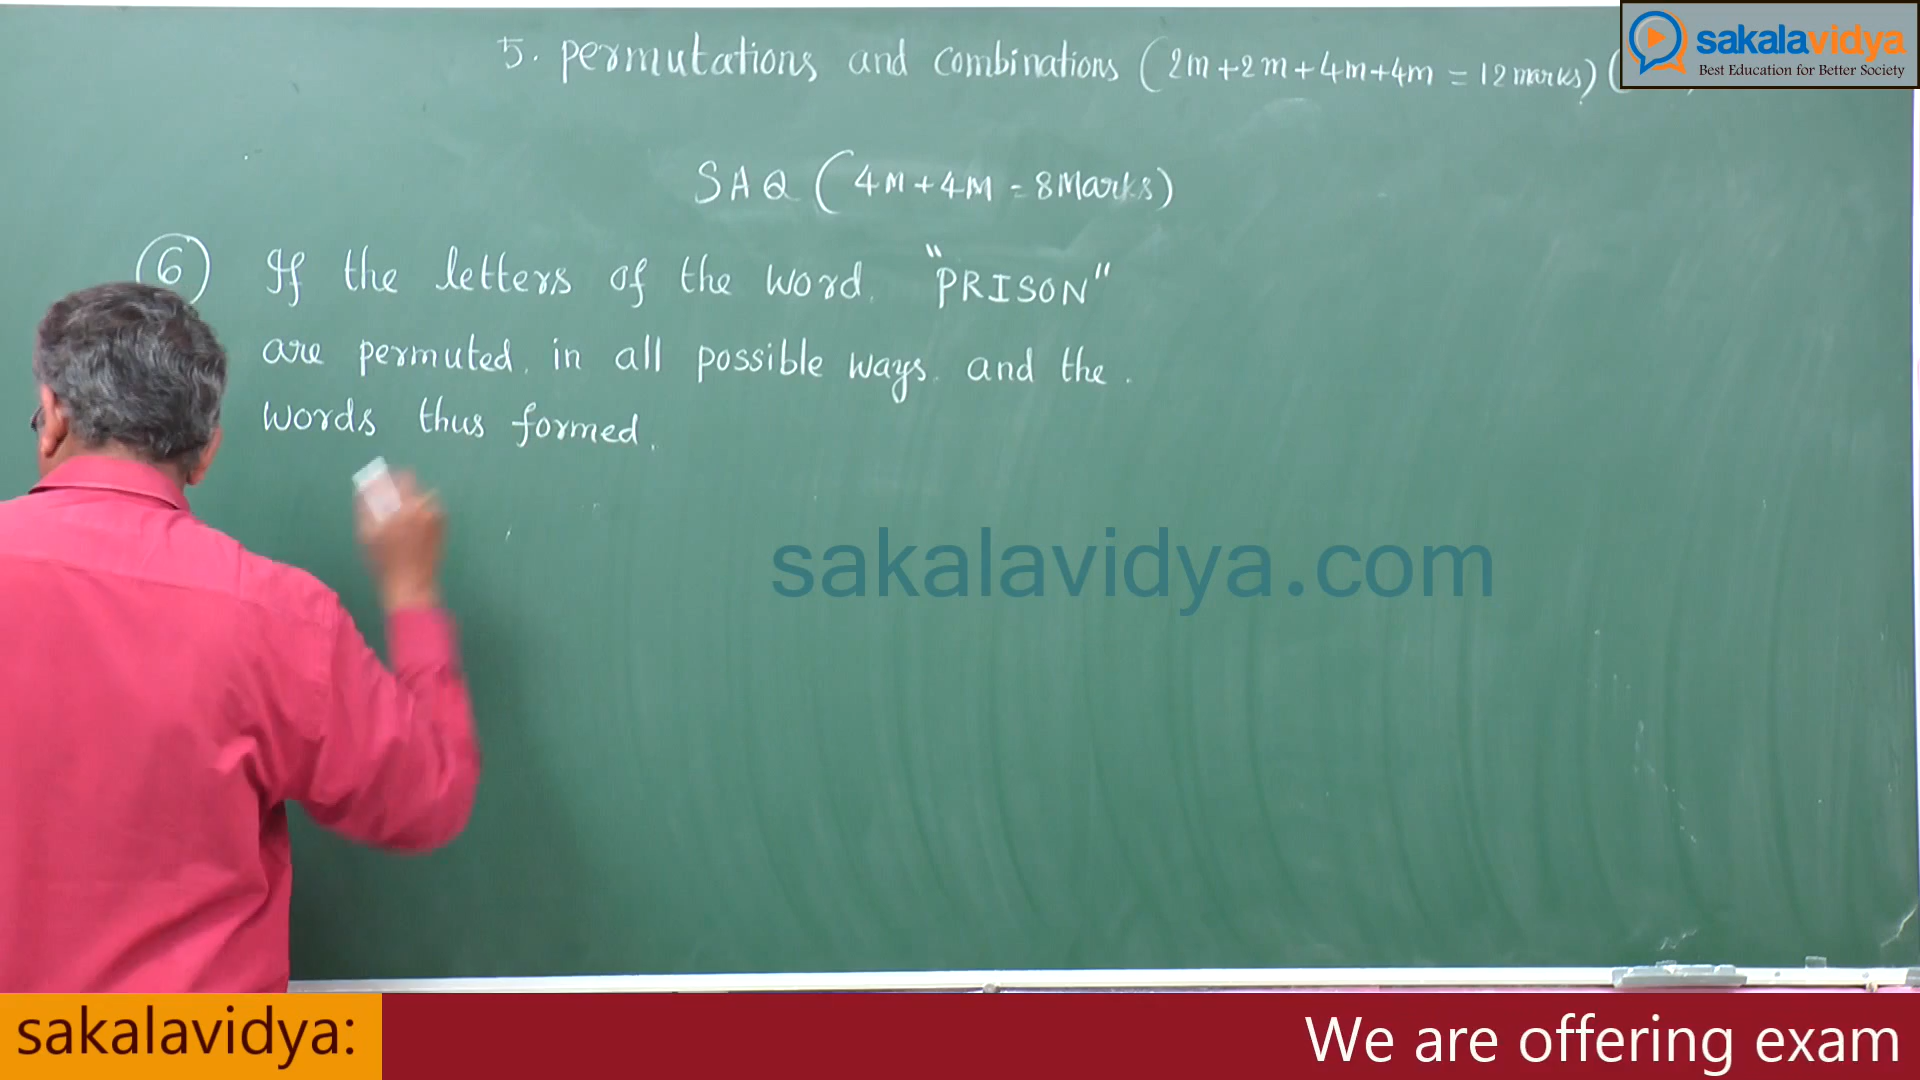 5. permutations and combinations (2m+2m+4m+4m = 12 marks) (
sakalavidya
Best Education for Better Society
SAQ (4M+4M = 8Marks)
6 If the letters of the word "PRISON"
are permuted in all possible ways and the
words thus formed.
sakalavidya.com
sakalavidya: We are offering exam